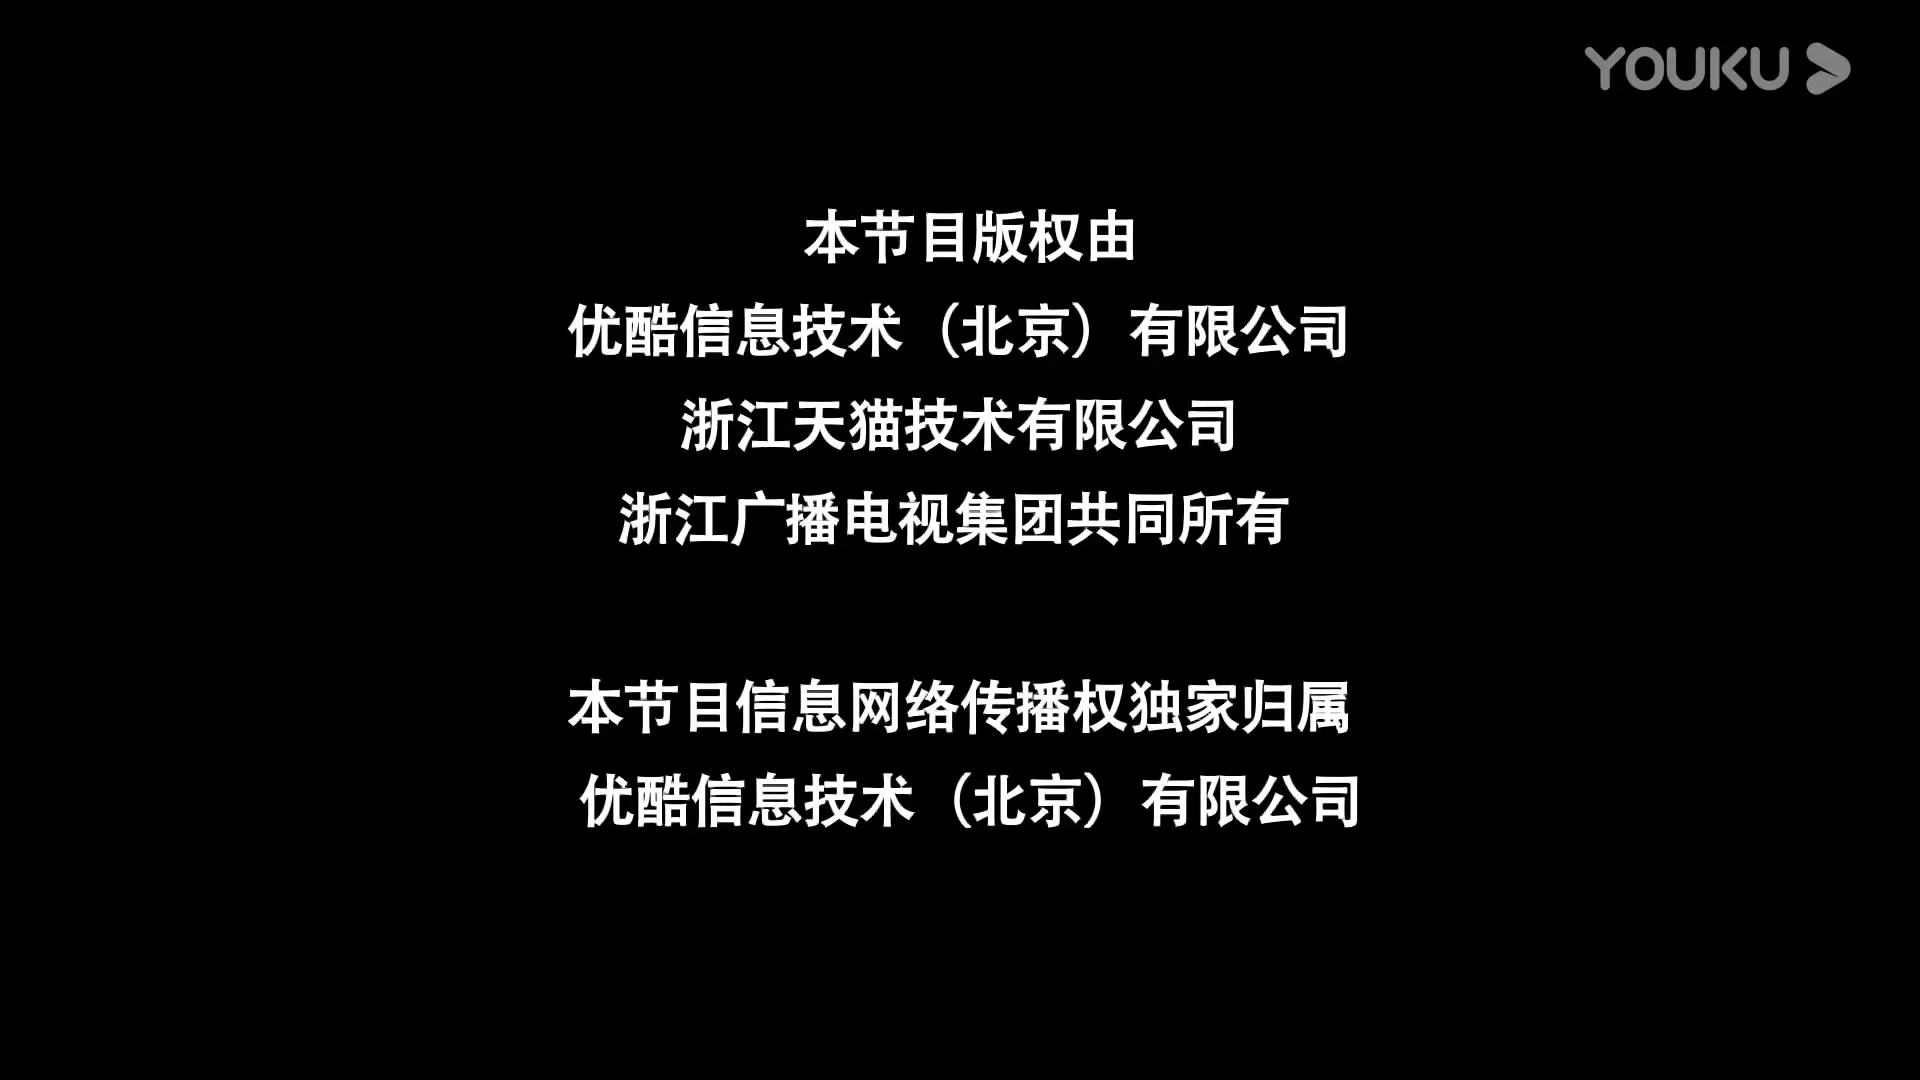 YOUKU
本节目版权由
优酷信息技术（北京）有限公司
浙江天猫技术有限公司
浙江广播电视集团共同所有
本节目信息网络传播权独家归属
优酷信息技术（北京）有限公司